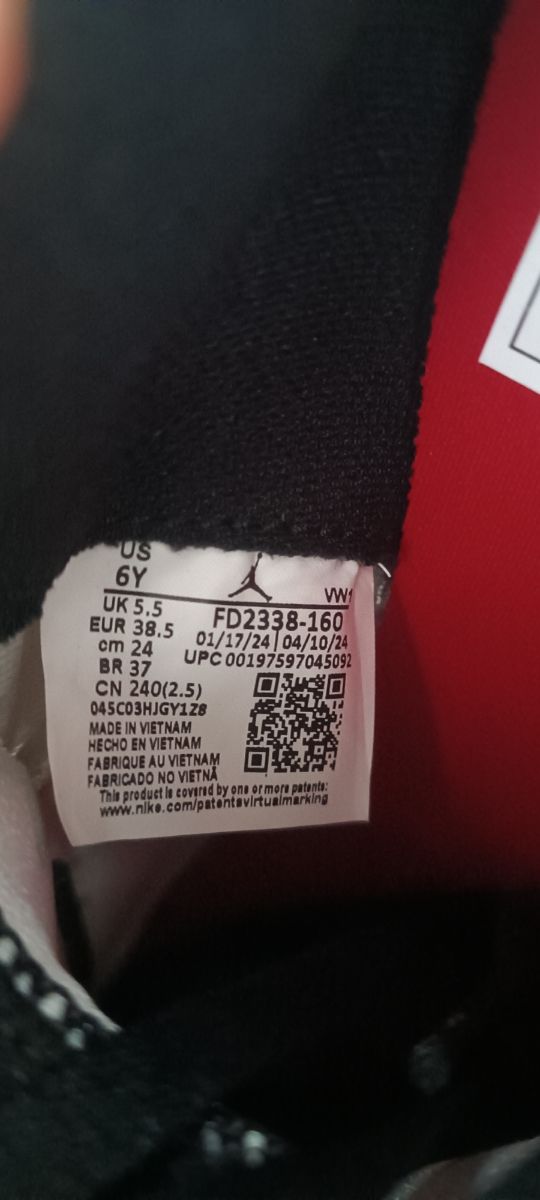 US
6Y
VW1
UK 5.5
EUR 38.5
cm 24
BR 37
CN 240(2.5)
FD2338-160
01/17/24 | 04/10/24
UPC 00197597045092
045C03HJGY1Z8
MADE IN VIETNAM
HECHO EN VIETNAM
FABRIQUE AU VIETNAM
FABRICADO NO VIETNÃ
This product is covered by one or more patents:
www.nike.com/patentsvirtualmarking